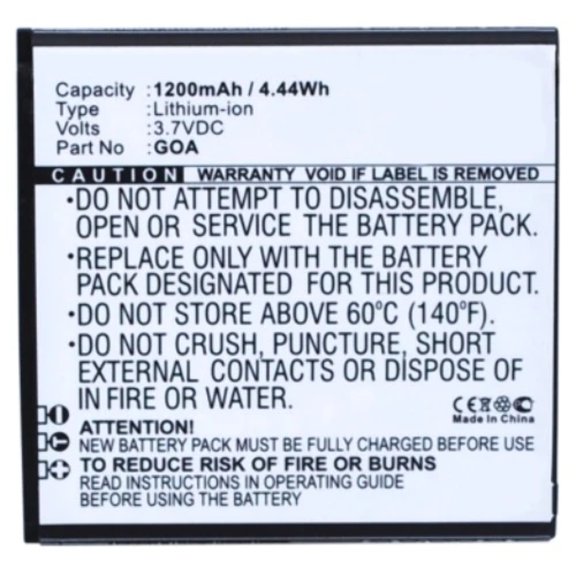 Capacity : 1200mAh / 4.44Wh
Type : Lithium-ion
Volts : 3.7VDC
Part No : GOA
CAUTION WARRANTY VOID IF LABEL IS REMOVED
•DO NOT ATTEMPT TO DISASSEMBLE,
OPEN OR SERVICE THE BATTERY PACK.
•REPLACE ONLY WITH THE BATTERY
PACK DESIGNATED FOR THIS PRODUCT.
•DO NOT STORE ABOVE 60°C (140°F).
•DO NOT CRUSH, PUNCTURE, SHORT
EXTERNAL CONTACTS OR DISPOSE OF
IN FIRE OR WATER.
CE
Made In China
ATTENTION!
NEW BATTERY PACK MUST BE FULLY CHARGED BEFORE USE
TO REDUCE RISK OF FIRE OR BURNS
READ INSTRUCTIONS IN OPERATING GUIDE
BEFORE USING THE BATTERY